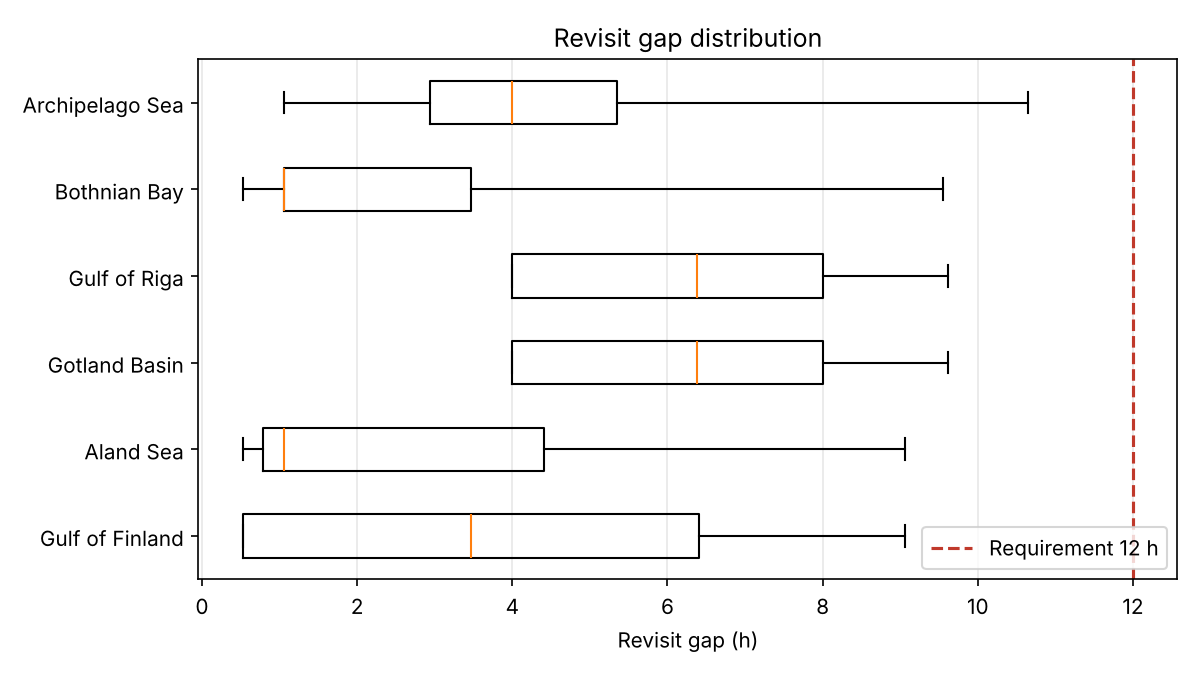 Revisit gap distribution
Archipelago Sea
Bothnian Bay
Gulf of Riga
Gotland Basin
Aland Sea
Gulf of Finland
Requirement 12 h
0 2 4 6 8 10 12
Revisit gap (h)